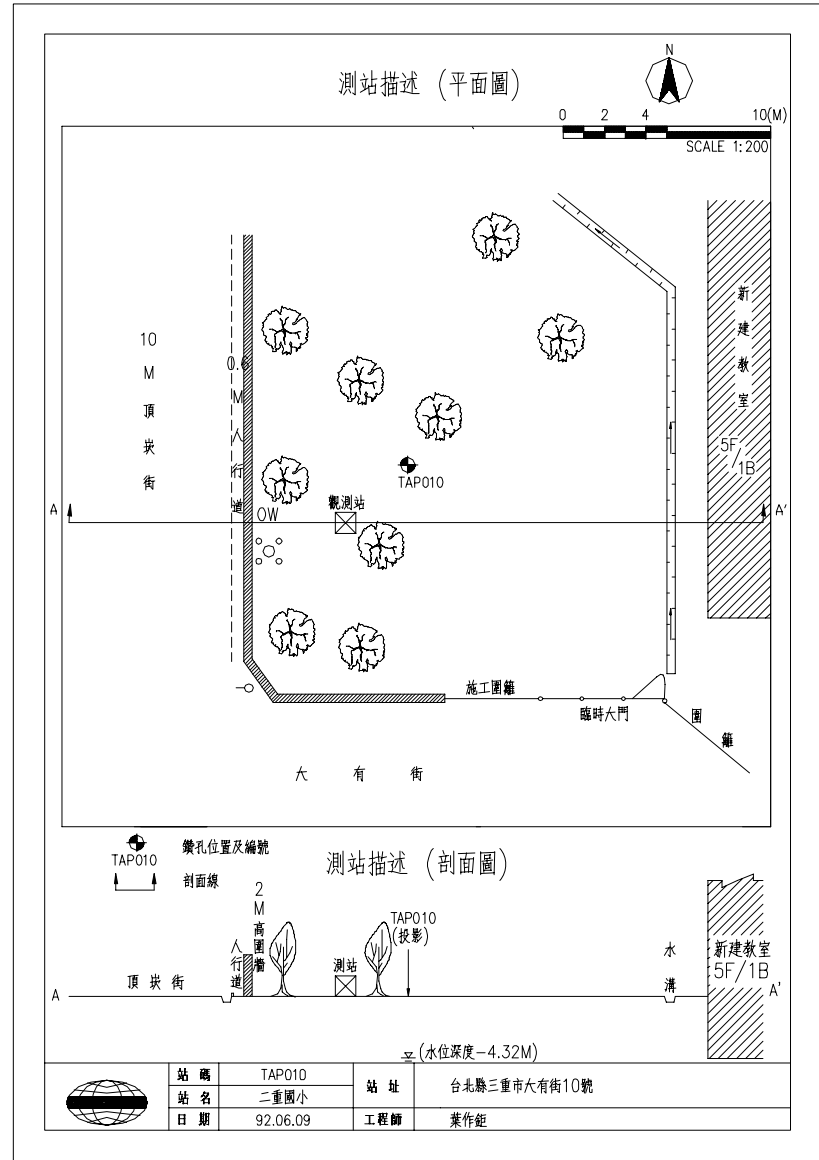 測站描述 (平面圖)
N
0 2 4 10(M)
SCALE 1:200
10M頂崁街
0.6M人行道
新建教室
5F/1B
TAP010
觀測站
A
A'
OW
施工圍籬
臨時大門
圍籬
大有街
TAP010
鑽孔位置及編號
剖面線
測站描述 (剖面圖)
2M高圍牆
人行道
TAP010
(投影)
頂崁街
測站
水溝
新建教室
5F/1B
A
A'
(水位深度-4.32M)
站碼 TAP010
站名 二重國小
站址 台北縣三重市大有街10號
日期 92.06.09
工程師 葉作鉅